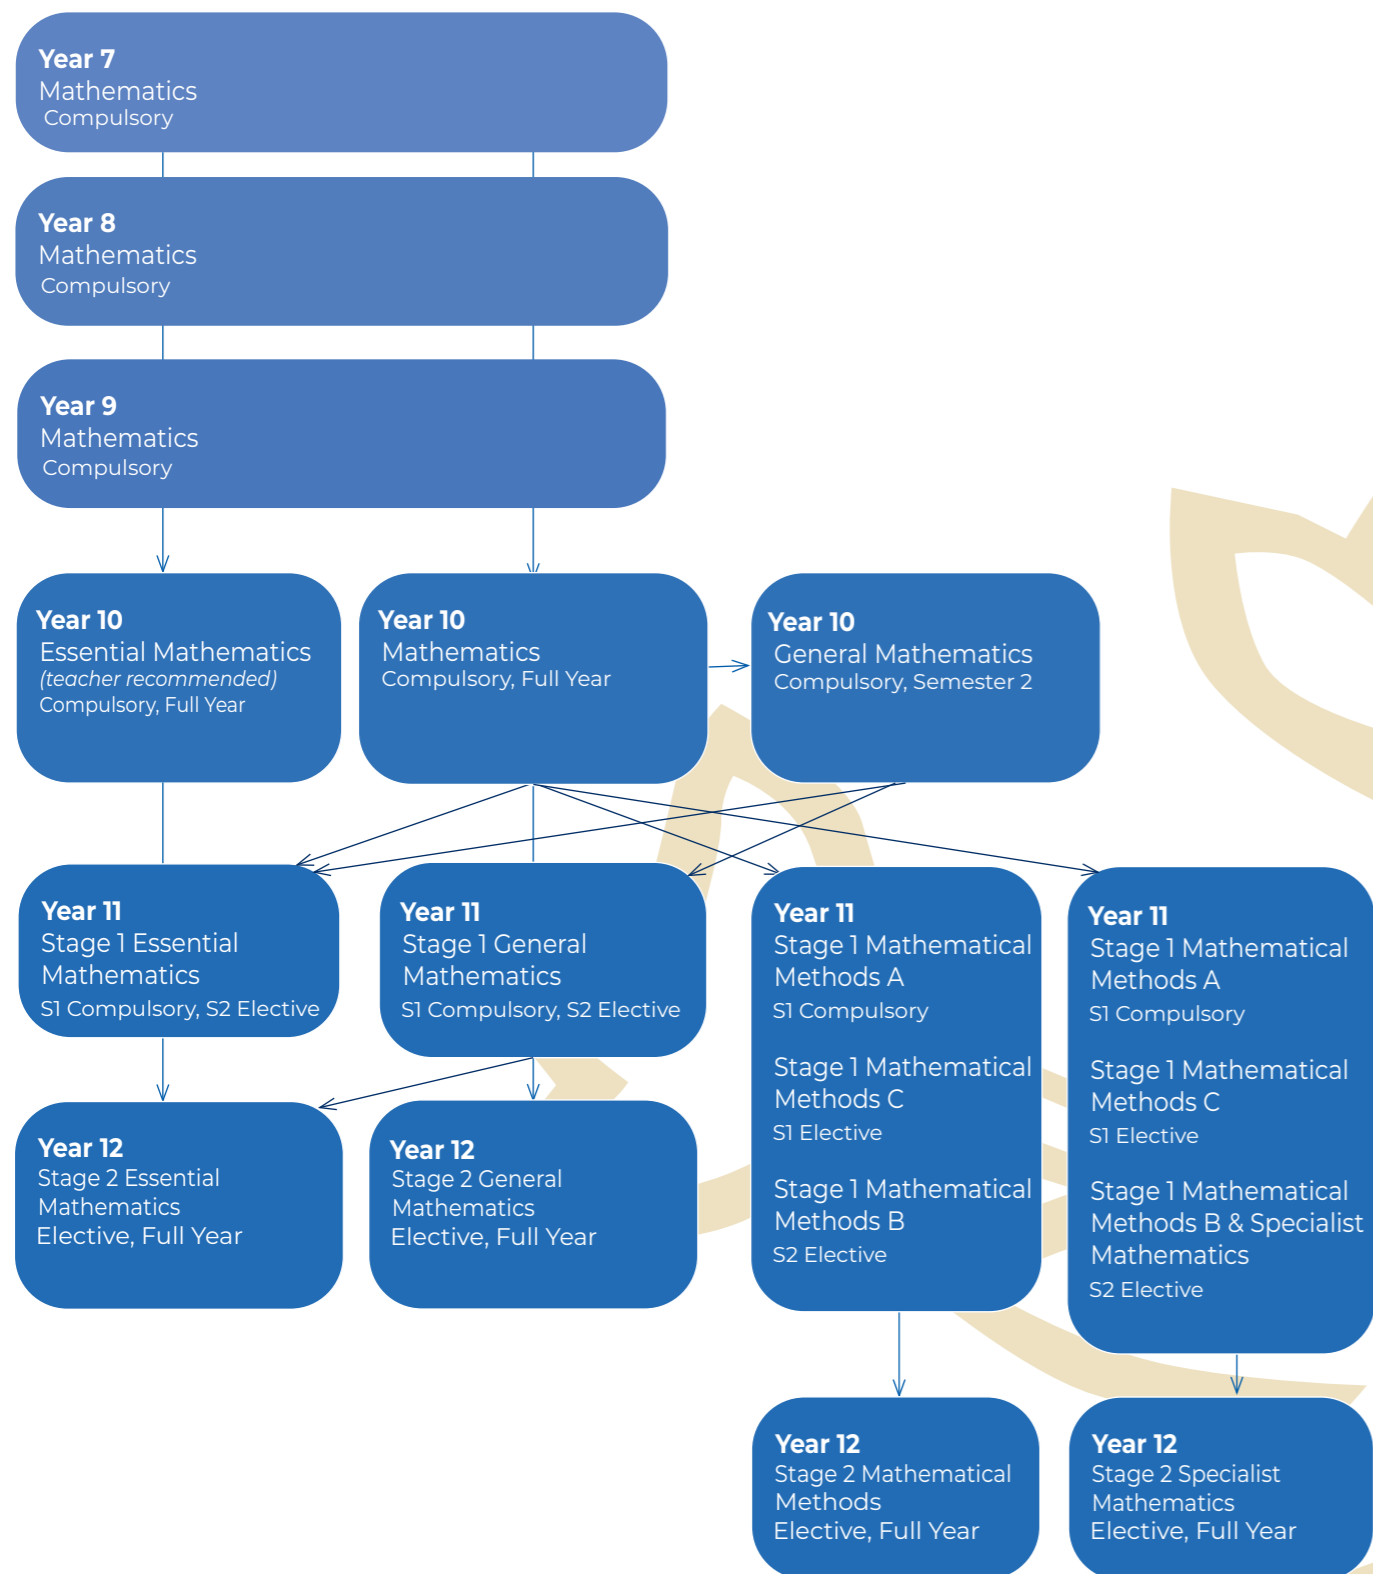 Year 7
Mathematics
Compulsory
Year 8
Mathematics
Compulsory
Year 9
Mathematics
Compulsory
Year 10
Essential Mathematics
(teacher recommended)
Compulsory, Full Year
Year 10
Mathematics
Compulsory, Full Year
Year 10
General Mathematics
Compulsory, Semester 2
Year 11
Stage 1 Essential
Mathematics
S1 Compulsory, S2 Elective
Year 11
Stage 1 General
Mathematics
S1 Compulsory, S2 Elective
Year 11
Stage 1 Mathematical
Methods A
S1 Compulsory
Stage 1 Mathematical
Methods C
S1 Elective
Stage 1 Mathematical
Methods B
S2 Elective
Year 11
Stage 1 Mathematical
Methods A
S1 Compulsory
Stage 1 Mathematical
Methods C
S1 Elective
Stage 1 Mathematical
Methods B & Specialist
Mathematics
S2 Elective
Year 12
Stage 2 Essential
Mathematics
Elective, Full Year
Year 12
Stage 2 General
Mathematics
Elective, Full Year
Year 12
Stage 2 Mathematical
Methods
Elective, Full Year
Year 12
Stage 2 Specialist
Mathematics
Elective, Full Year